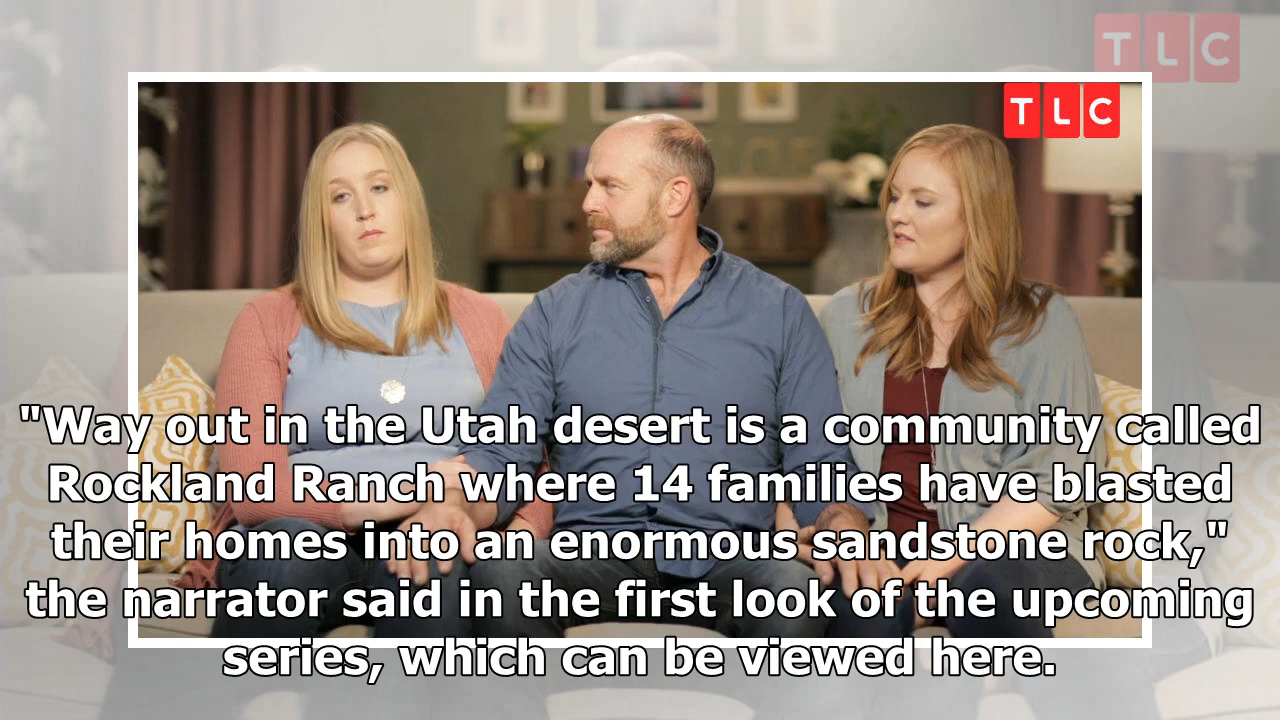 TLC
TLC
"Way out in the Utah desert is a community called
Rockland Ranch where 14 families have blasted
their homes into an enormous sandstone rock,"
the narrator said in the first look of the upcoming
series, which can be viewed here.